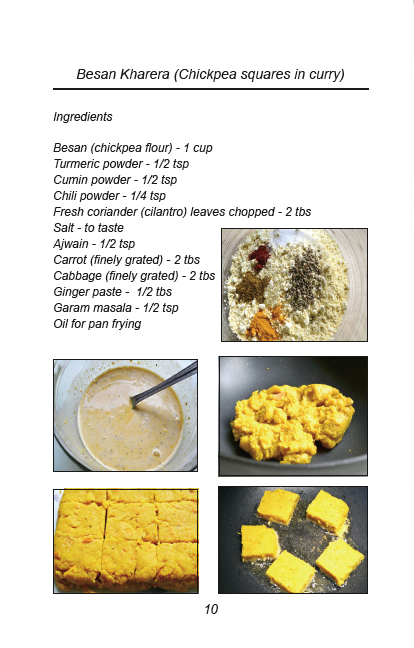 Besan Kharera (Chickpea squares in curry)
Ingredients
Besan (chickpea flour) - 1 cup
Turmeric powder - 1/2 tsp
Cumin powder - 1/2 tsp
Chili powder - 1/4 tsp
Fresh coriander (cilantro) leaves chopped - 2 tbs
Salt - to taste
Ajwain - 1/2 tsp
Carrot (finely grated) - 2 tbs
Cabbage (finely grated) - 2 tbs
Ginger paste -  1/2 tbs
Garam masala - 1/2 tsp
Oil for pan frying
10